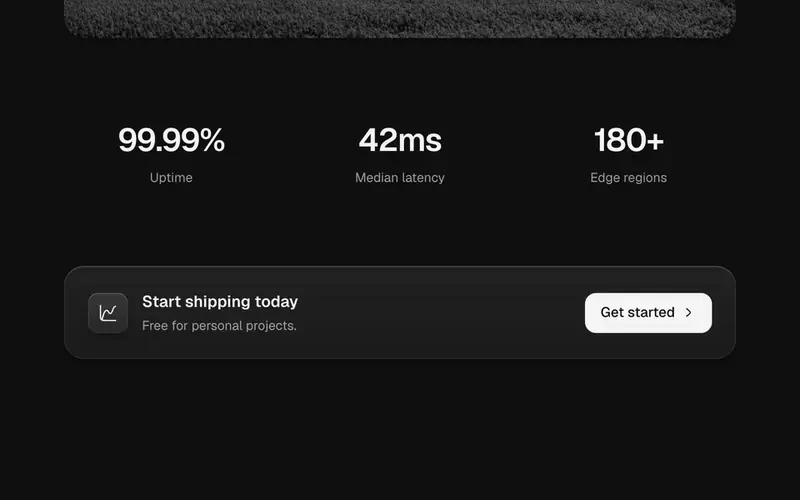 99.99%
42ms
180+
Uptime
Median latency
Edge regions
Start shipping today
Free for personal projects.
Get started